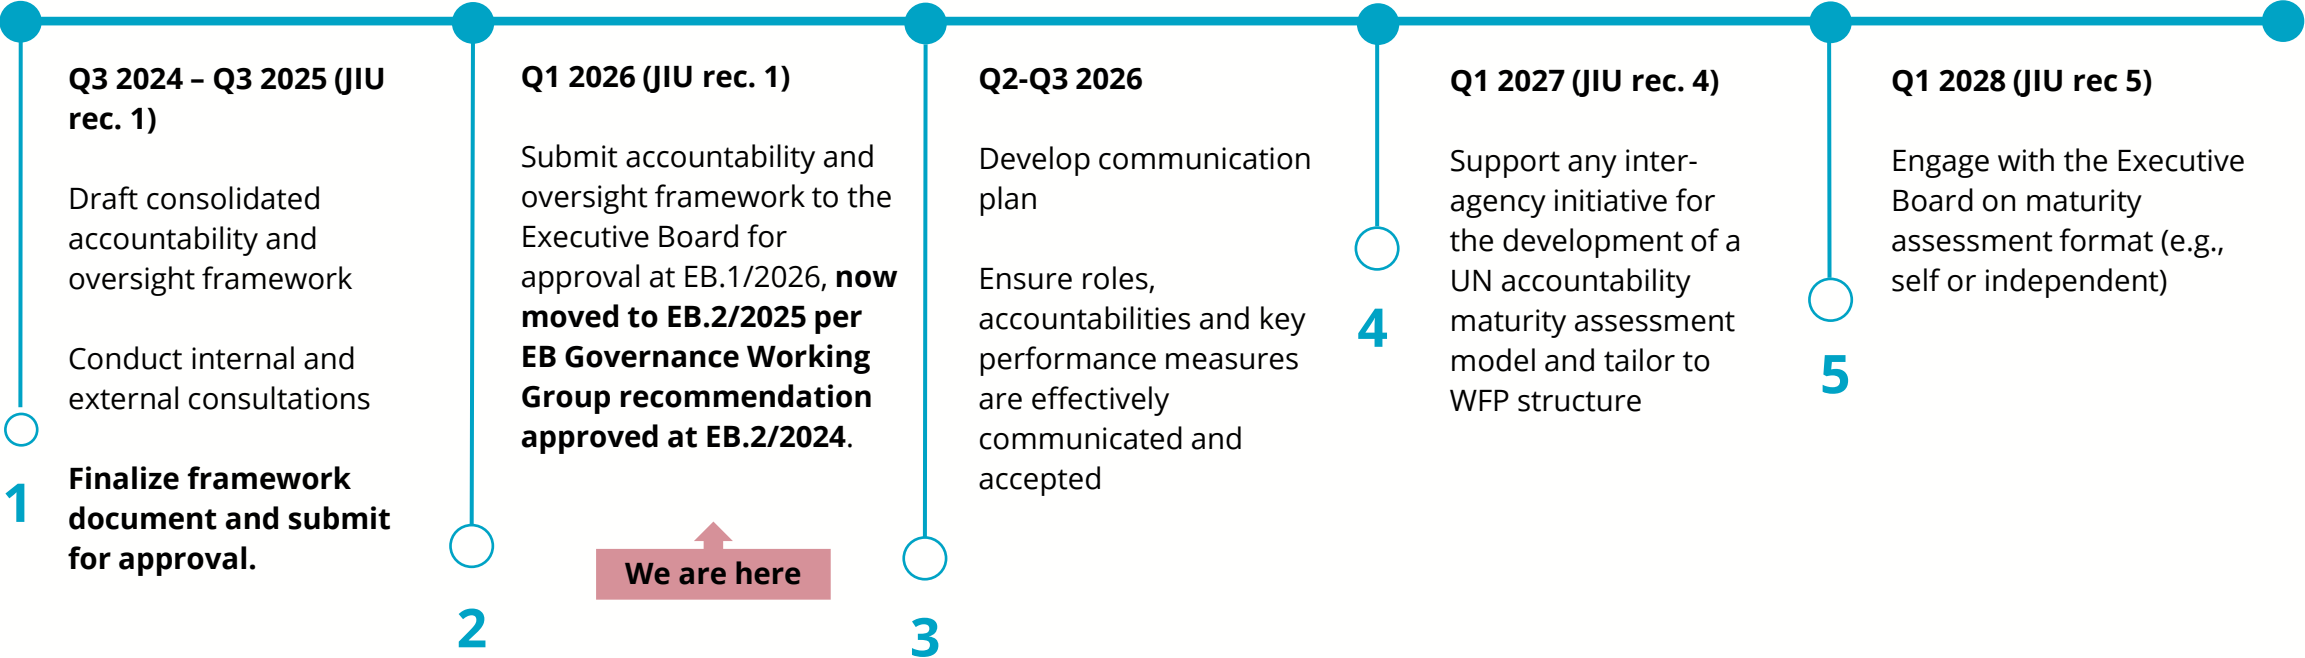 Q3 2024 – Q3 2025 (JIU
rec. 1)
Draft consolidated
accountability and
oversight framework
Conduct internal and
external consultations
Finalize framework
document and submit
for approval.
1
Q1 2026 (JIU rec. 1)
Submit accountability and
oversight framework to the
Executive Board for
approval at EB.1/2026, now
moved to EB.2/2025 per
EB Governance Working
Group recommendation
approved at EB.2/2024.
We are here
2
Q2-Q3 2026
Develop communication
plan
Ensure roles,
accountabilities and key
performance measures
are effectively
communicated and
accepted
3
Q1 2027 (JIU rec. 4)
Support any inter-
agency initiative for
the development of a
UN accountability
maturity assessment
model and tailor to
WFP structure
4
Q1 2028 (JIU rec 5)
Engage with the Executive
Board on maturity
assessment format (e.g.,
self or independent)
5